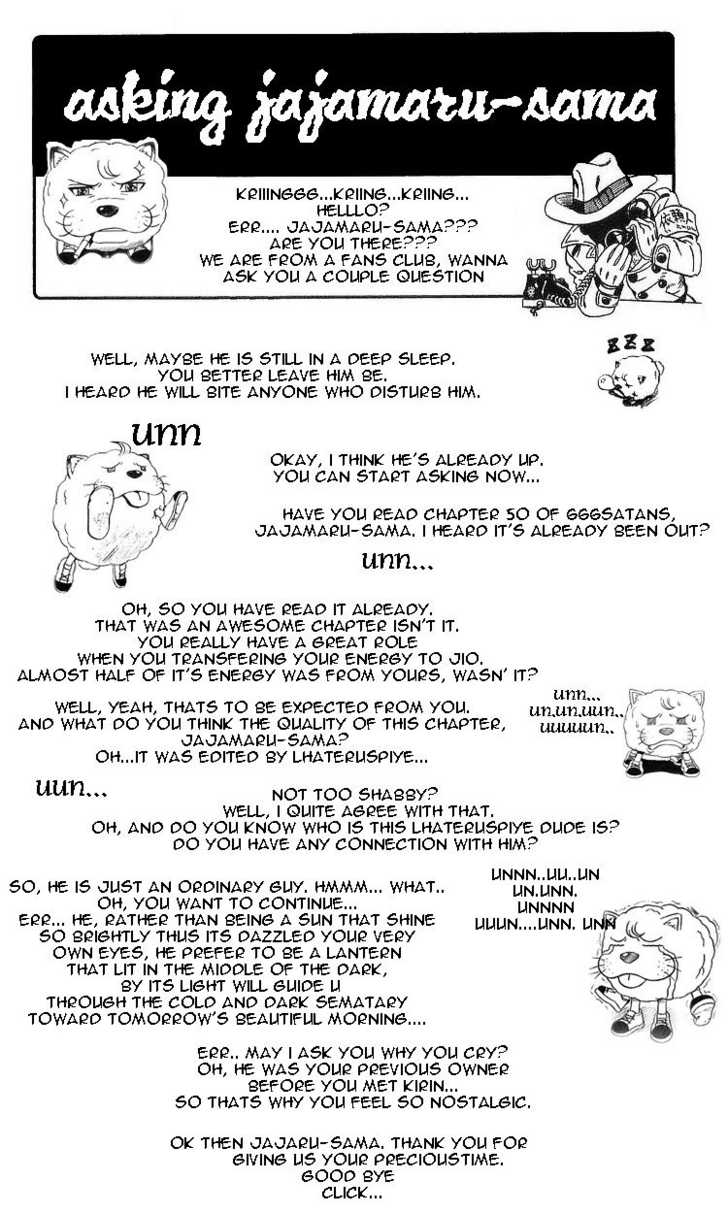 asking jajamaru-sama
KRIIINGGG...KRIING...KRIING...
HELLLO?
ERR.... JAJAMARU-SAMA???
ARE YOU THERE???
WE ARE FROM A FANS CLUB, WANNA
ASK YOU A COUPLE QUESTION
依頼人
ZZZ
WELL, MAYBE HE IS STILL IN A DEEP SLEEP.
YOU BETTER LEAVE HIM BE.
I HEARD HE WILL BITE ANYONE WHO DISTURB HIM.
unn
OKAY, I THINK HE'S ALREADY UP.
YOU CAN START ASKING NOW...
HAVE YOU READ CHAPTER 50 OF GGGSATANS,
JAJAMARU-SAMA. I HEARD IT'S ALREADY BEEN OUT?
unn...
OH, SO YOU HAVE READ IT ALREADY.
THAT WAS AN AWESOME CHAPTER ISN'T IT.
YOU REALLY HAVE A GREAT ROLE
WHEN YOU TRANSFERING YOUR ENERGY TO JIO.
ALMOST HALF OF IT'S ENERGY WAS FROM YOURS, WASN' IT?
unn...
un.un.uun..
uuuuun..
WELL, YEAH, THATS TO BE EXPECTED FROM YOU.
AND WHAT DO YOU THINK THE QUALITY OF THIS CHAPTER,
JAJAMARU-SAMA?
OH...IT WAS EDITED BY LHATERUSPIYE...
uun...
NOT TOO SHABBY?
WELL, I QUITE AGREE WITH THAT.
OH, AND DO YOU KNOW WHO IS THIS LHATERUSPIYE DUDE IS?
DO YOU HAVE ANY CONNECTION WITH HIM?
UNNN..UU..UN
UN.UNN.
UNNNN
UUUN....UNN. UNN
SO, HE IS JUST AN ORDINARY GUY. HMMM... WHAT..
OH, YOU WANT TO CONTINUE...
ERR... HE, RATHER THAN BEING A SUN THAT SHINE
SO BRIGHTLY THUS ITS DAZZLED YOUR VERY
OWN EYES, HE PREFER TO BE A LANTERN
THAT LIT IN THE MIDDLE OF THE DARK,
BY ITS LIGHT WILL GUIDE U
THROUGH THE COLD AND DARK SEMATARY
TOWARD TOMORROW'S BEAUTIFUL MORNING....
ERR.. MAY I ASK YOU WHY YOU CRY?
OH, HE WAS YOUR PREVIOUS OWNER
BEFORE YOU MET KIRIN...
SO THATS WHY YOU FEEL SO NOSTALGIC.
OK THEN JAJARU-SAMA. THANK YOU FOR
GIVING US YOUR PRECIOUSTIME.
GOOD BYE
CLICK...